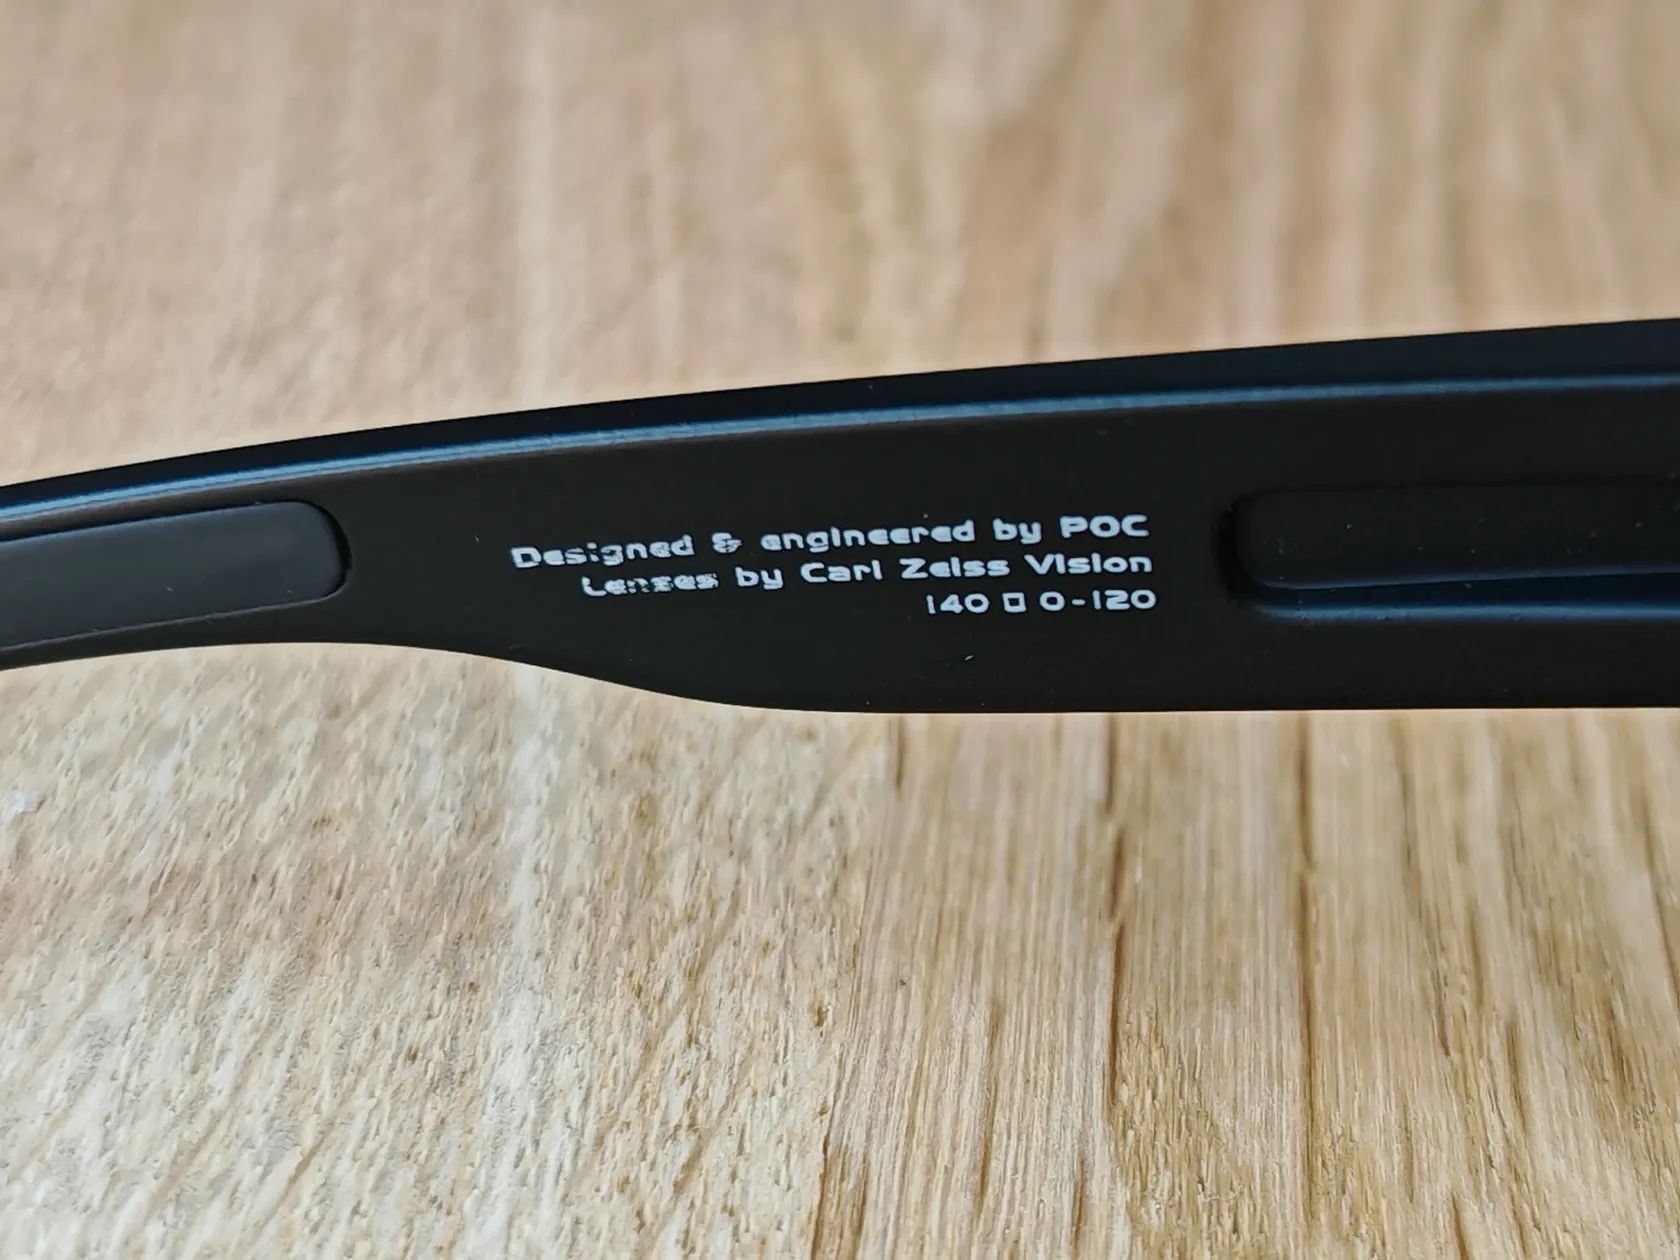 Designed & engineered by POC
Lenses by Carl Zeiss Vision
140 □ 0-120